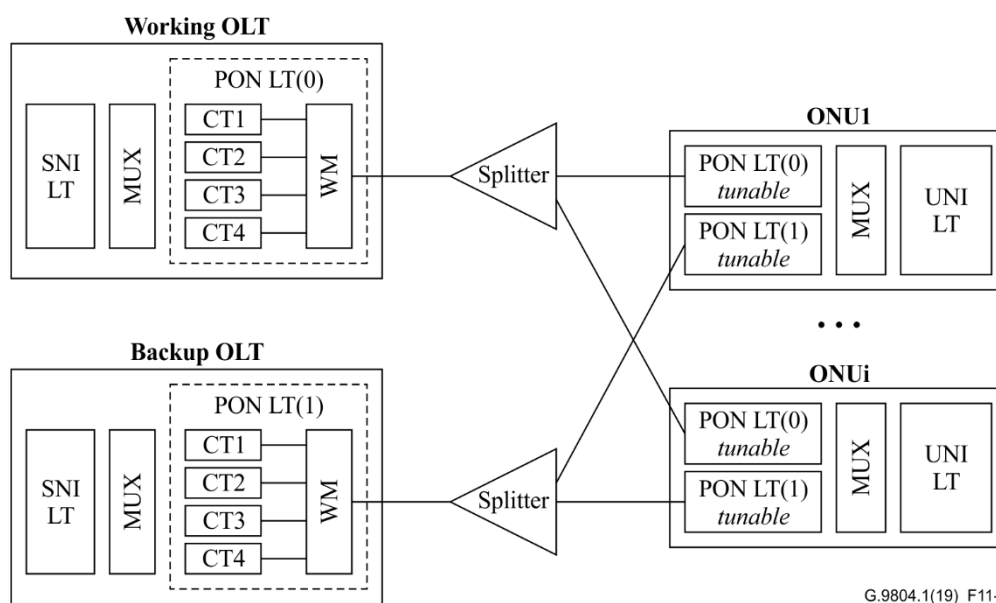 Working OLT
PON LT(0)
SNI
LT
MUX
CT1
CT2
CT3
CT4
WM
Splitter
ONU1
PON LT(0)
tunable
PON LT(1)
tunable
MUX
UNI
LT
• • •
Backup OLT
PON LT(1)
SNI
LT
MUX
CT1
CT2
CT3
CT4
WM
Splitter
ONUi
PON LT(0)
tunable
PON LT(1)
tunable
MUX
UNI
LT
G.9804.1(19)_F11-